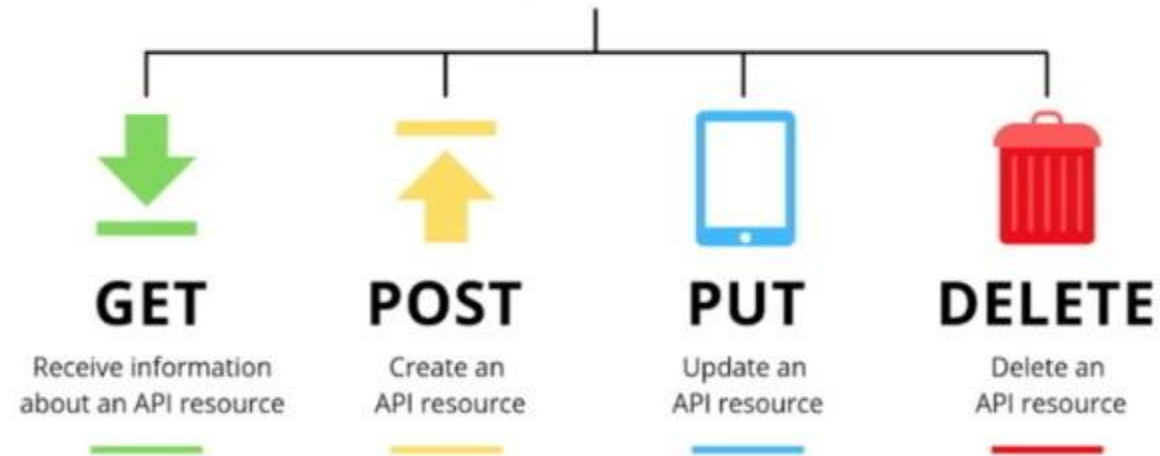 GET
Receive information
about an API resource
POST
Create an
API resource
PUT
Update an
API resource
DELETE
Delete an
API resource